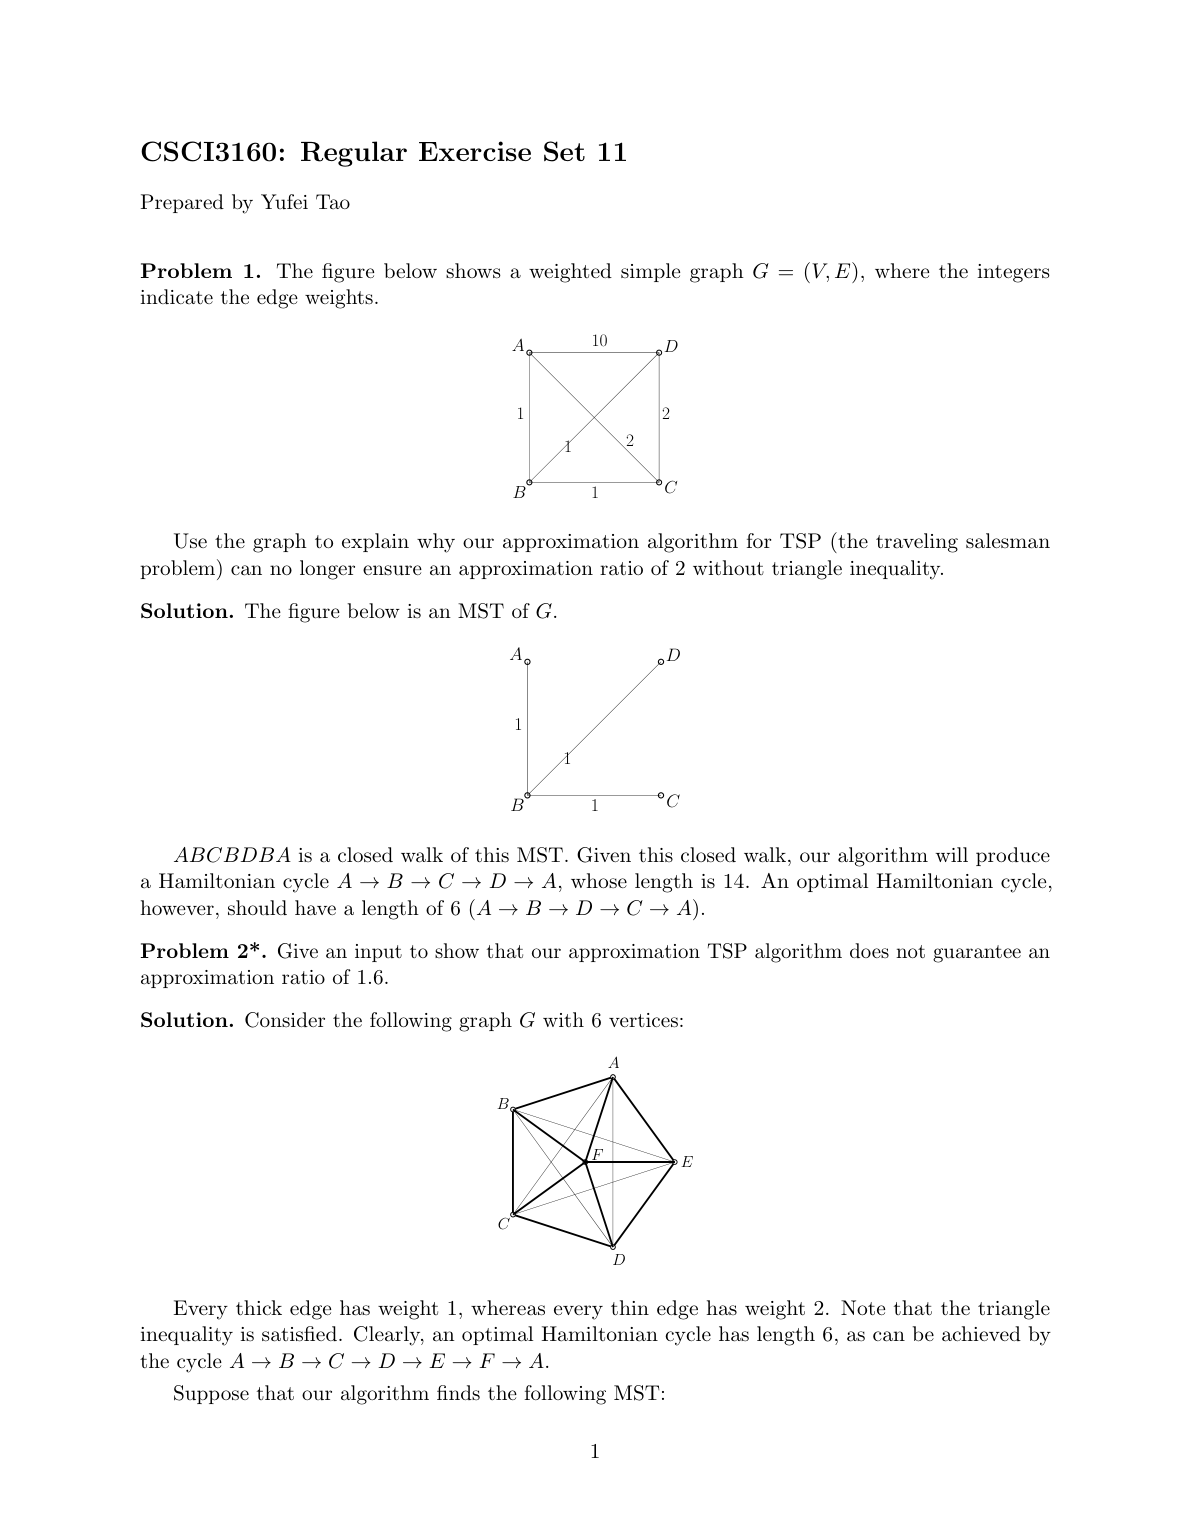 CSCI3160: Regular Exercise Set 11
Prepared by Yufei Tao
Problem 1. The figure below shows a weighted simple graph G = (V, E), where the integers
indicate the edge weights.
A 10 D
1 2
1 2
B 1 C
Use the graph to explain why our approximation algorithm for TSP (the traveling salesman
problem) can no longer ensure an approximation ratio of 2 without triangle inequality.
Solution. The figure below is an MST of G.
A D
1
1
B 1 C
ABCBDBA is a closed walk of this MST. Given this closed walk, our algorithm will produce
a Hamiltonian cycle A → B → C → D → A, whose length is 14. An optimal Hamiltonian cycle,
however, should have a length of 6 (A → B → D → C → A).
Problem 2*. Give an input to show that our approximation TSP algorithm does not guarantee an
approximation ratio of 1.6.
Solution. Consider the following graph G with 6 vertices:
A
B
F E
C
D
Every thick edge has weight 1, whereas every thin edge has weight 2. Note that the triangle
inequality is satisfied. Clearly, an optimal Hamiltonian cycle has length 6, as can be achieved by
the cycle A → B → C → D → E → F → A.
Suppose that our algorithm finds the following MST:
1